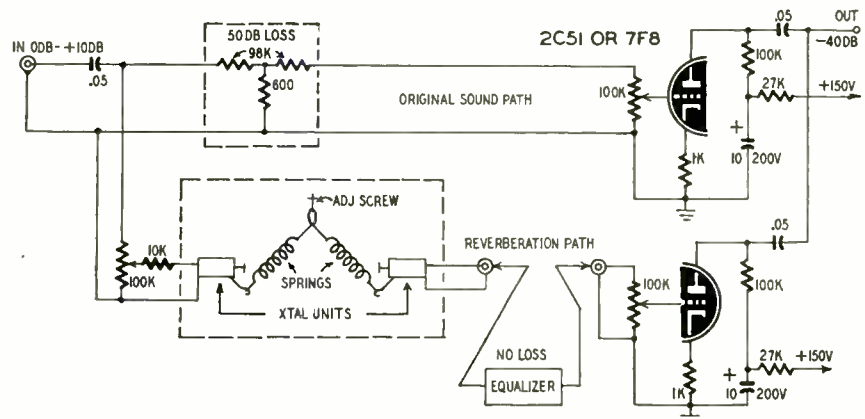 IN 0DB-+10DB
.05
50 DB LOSS
98K
600
ORIGINAL SOUND PATH
2C51 OR 7F8
100K
1K
.05
OUT
-40DB
100K
27K
+150V
+
10
200V
ADJ SCREW
SPRINGS
XTAL UNITS
10K
100K
REVERBERATION PATH
NO LOSS
EQUALIZER
100K
1K
.05
100K
27K
+150V
+
10
200V